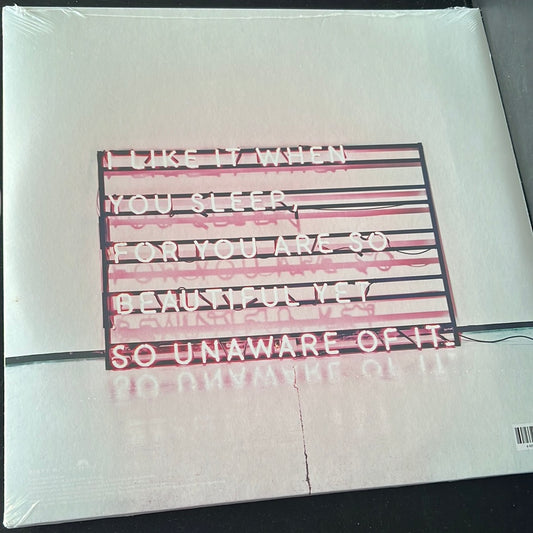 I LIKE IT WHEN
YOU SLEEP,
FOR YOU ARE SO
BEAUTIFUL YET
SO UNAWARE OF IT.